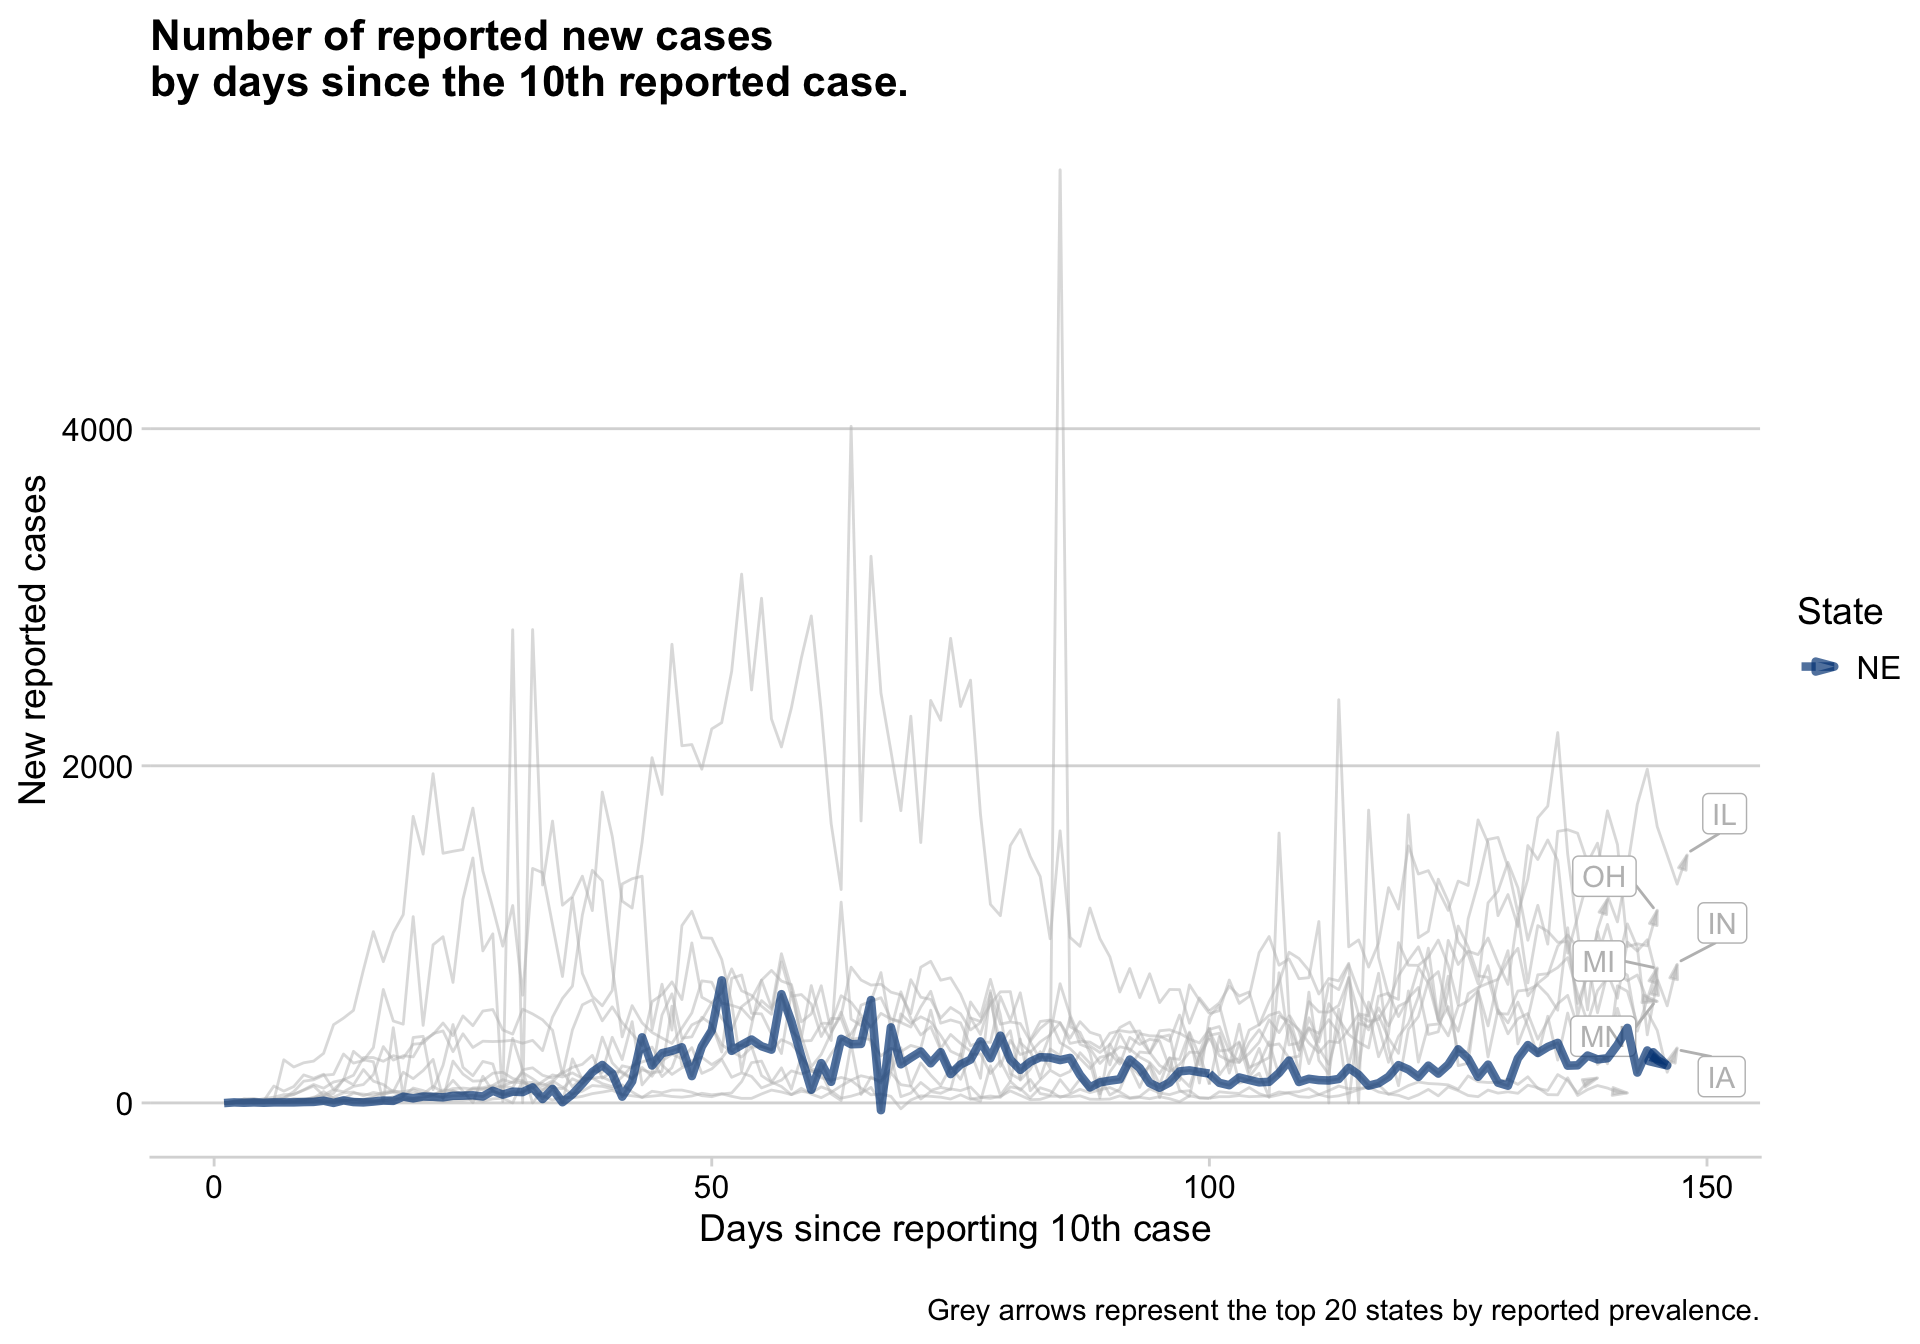 Number of reported new cases
by days since the 10th reported case.
New reported cases
4000
2000
0
IL
OH
IN
MI
MN
IA
State
NE
0
50
100
150
Days since reporting 10th case
Grey arrows represent the top 20 states by reported prevalence.